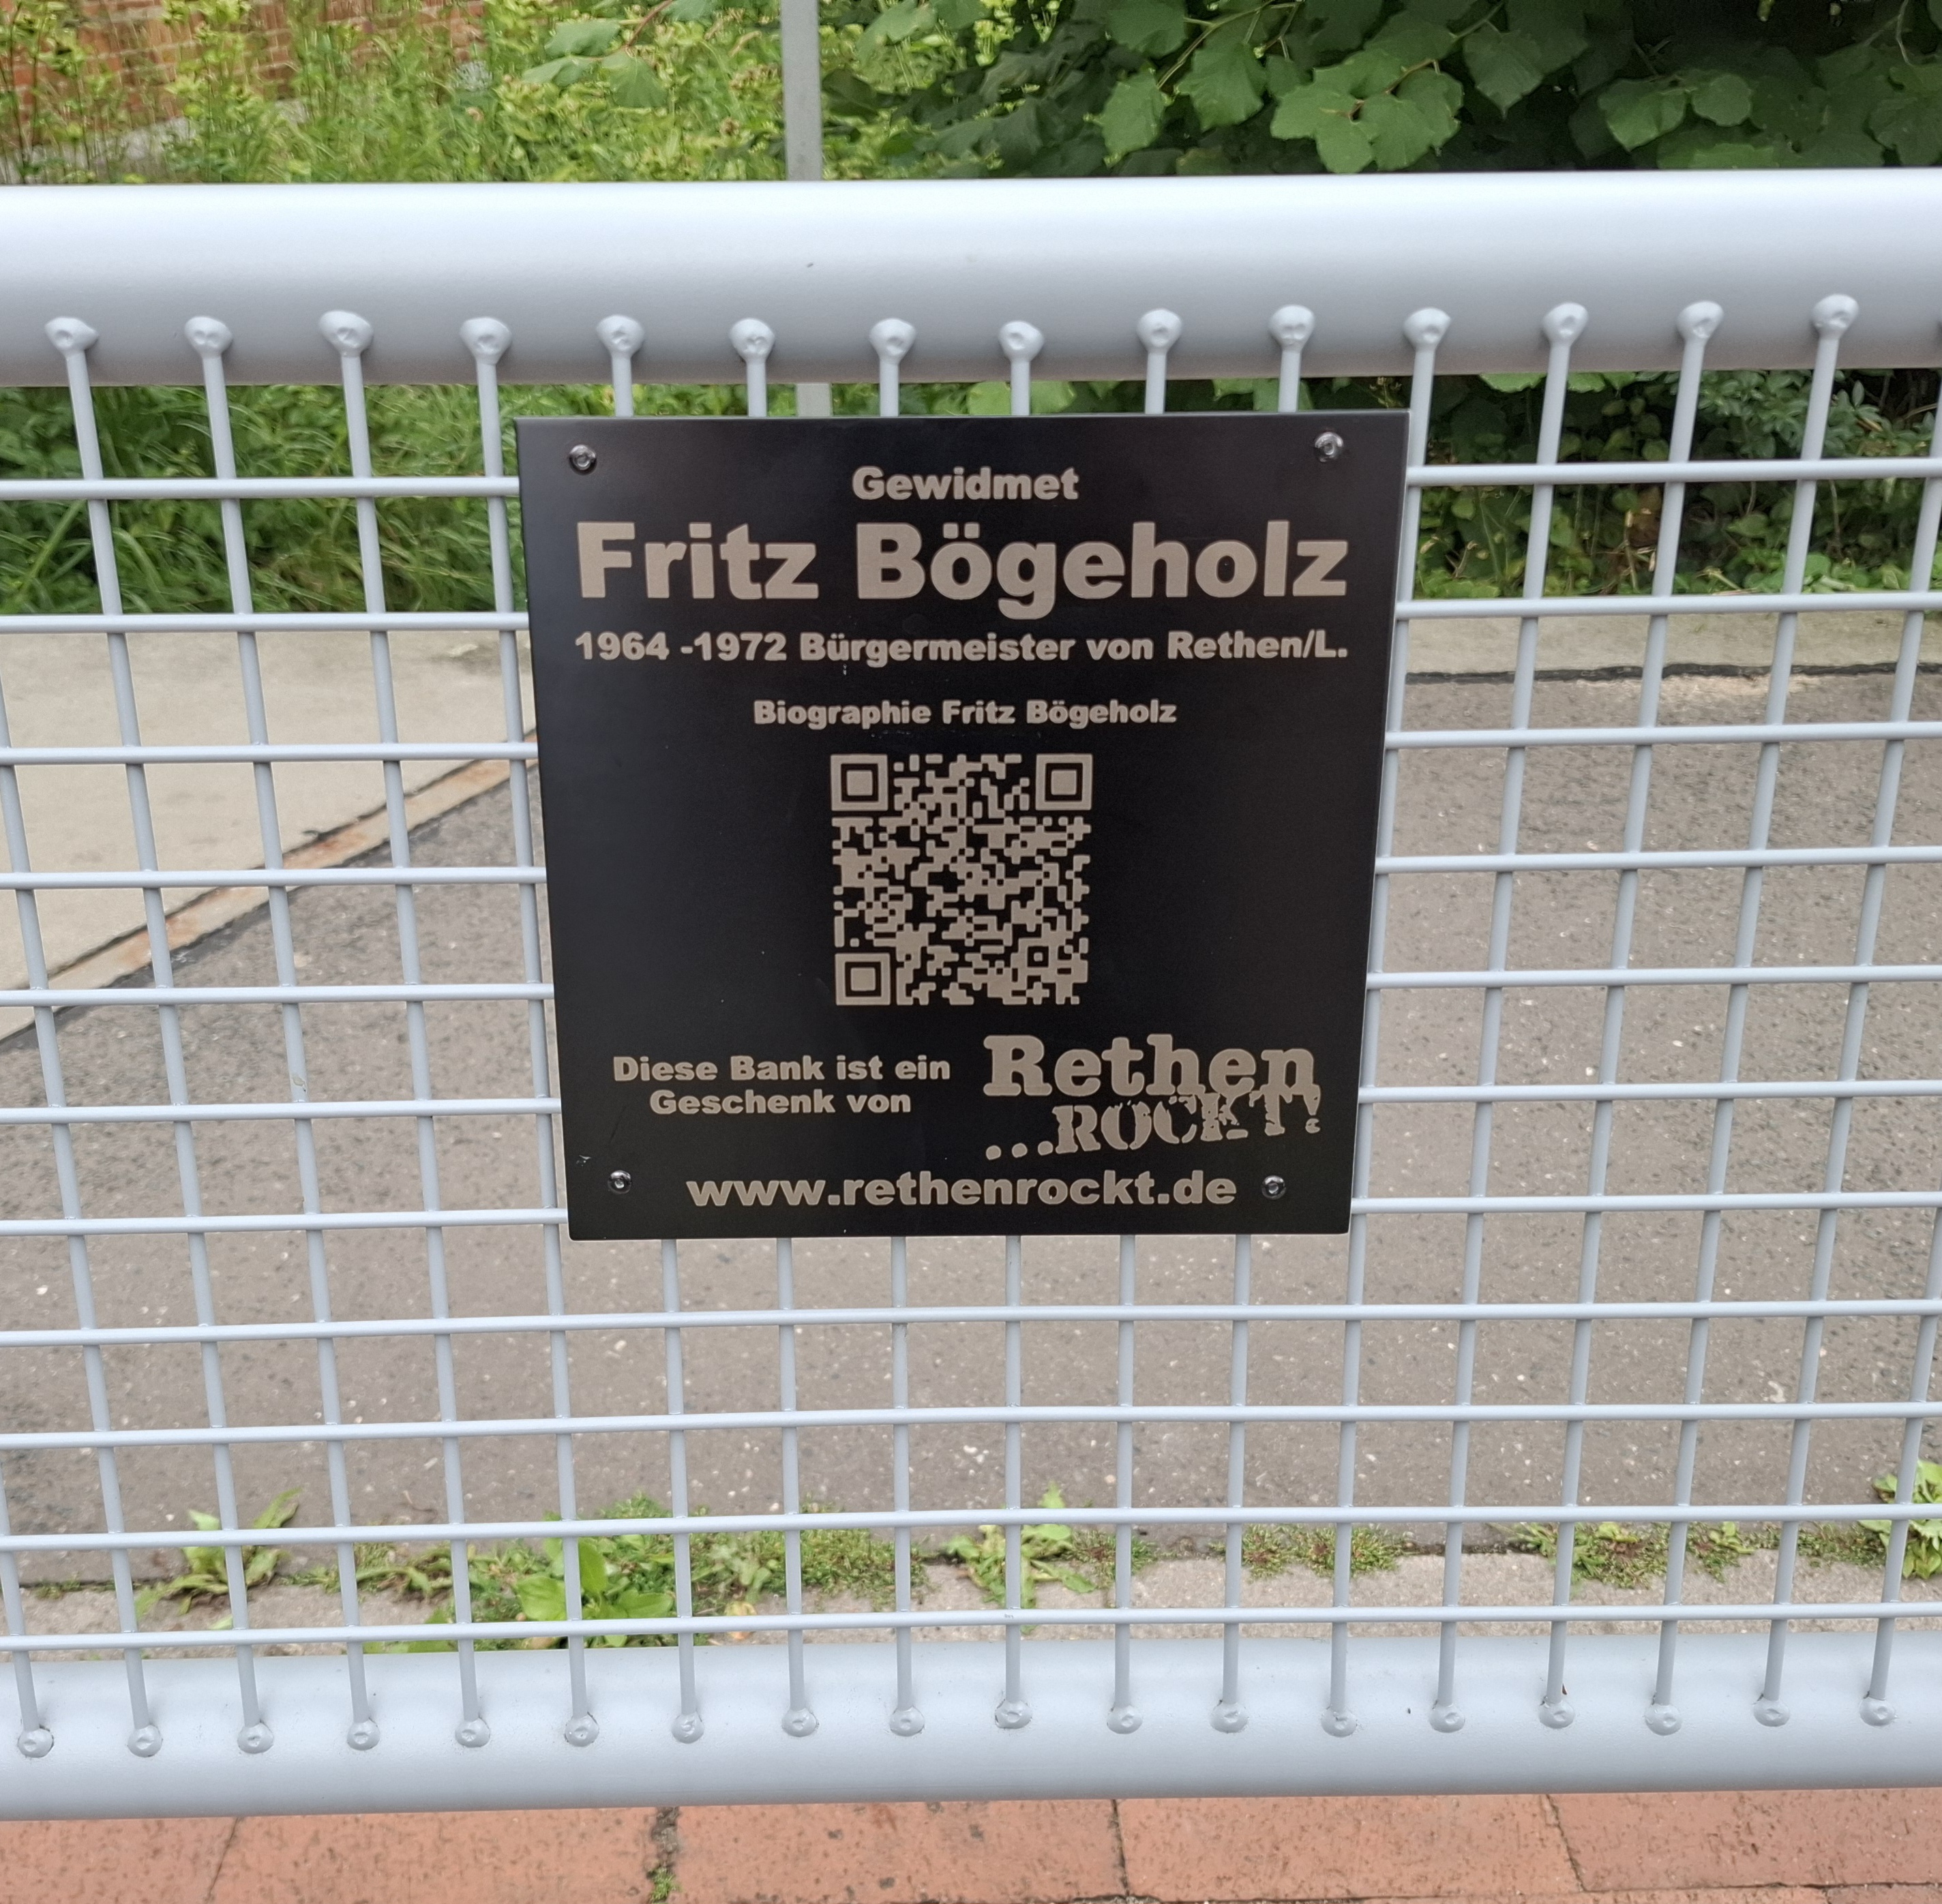 Gewidmet
Fritz Bögeholz
1964 -1972 Bürgermeister von Rethen/L.
Biographie Fritz Bögeholz
Diese Bank ist ein
Geschenk von
Rethen
...ROCKT!
www.rethenrockt.de